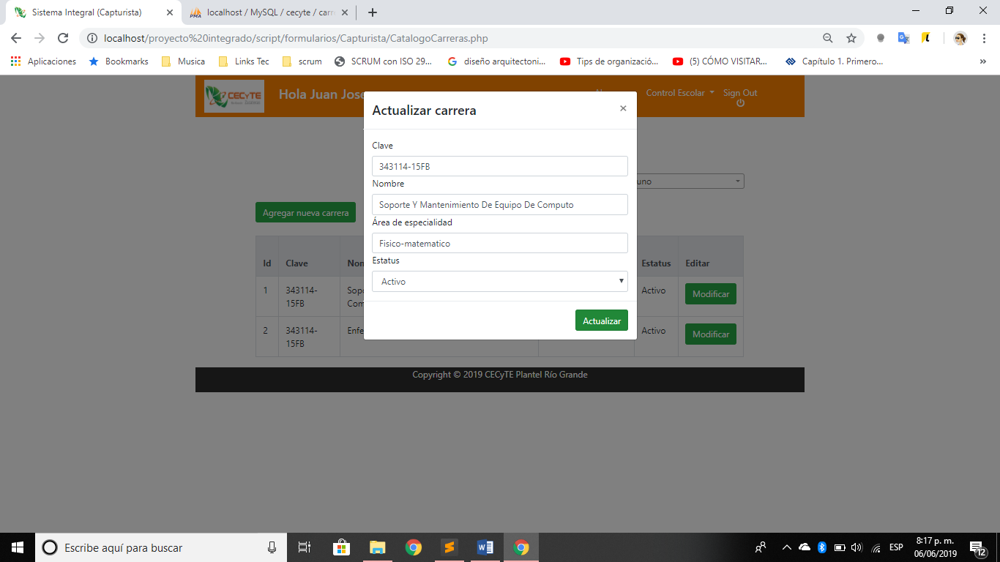 Sistema Integral (Capturista)
localhost / MySQL / cecyte / carr
localhost/proyecto%20integrado/script/formularios/Capturista/CatalogoCarreras.php
Aplicaciones Bookmarks Musica Links Tec scrum SCRUM con ISO 29... diseño arquitectoni... Tips de organizació... (5) CÓMO VISITAR... Capítulo 1. Primero... »
CECyTE Hola Juan Jose Control Escolar Sign Out
Actualizar carrera ×
Clave
343114-15FB
Nombre
Soporte Y Mantenimiento De Equipo De Computo
Área de especialidad
Fisico-matematico
Estatus
Activo
Actualizar
uno
Agregar nueva carrera
Id Clave Nom Estatus Editar
1 343114- Sopo Activo Modificar
15FB Com
2 343114- Enfe Activo Modificar
15FB
Copyright © 2019 CECyTE Plantel Río Grande
Escribe aquí para buscar
ESP
8:17 p. m.
06/06/2019
12